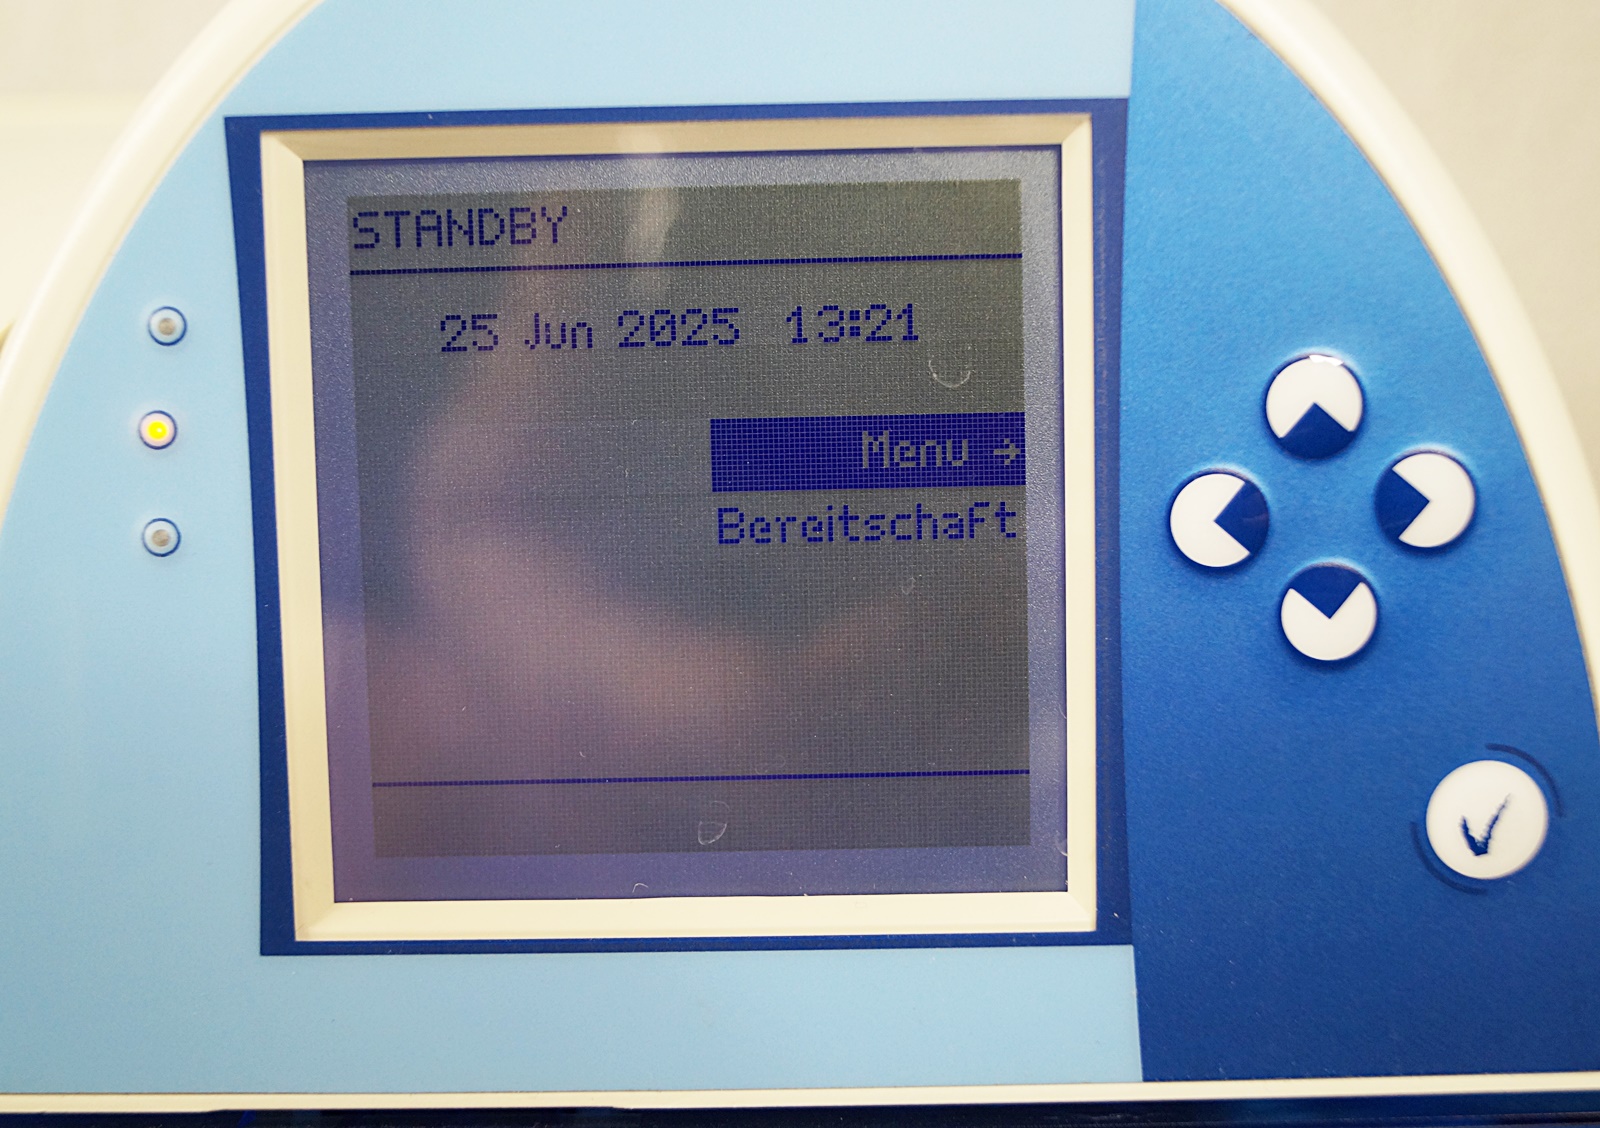 STANDBY
25 Jun 2025 13:21
Menu →
Bereitschaft